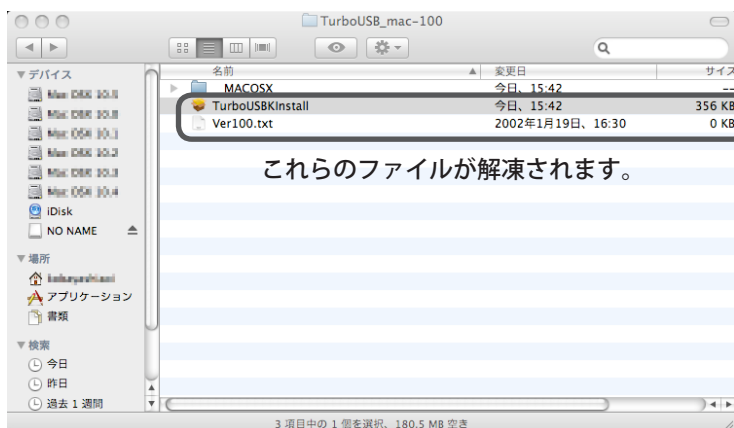 TurboUSB_mac-100
名前 変更日 サイズ
▼デバイス
MACOSX 今日、15:42 --
TurboUSBKInstall 今日、15:42 356 KB
Ver100.txt 2002年1月19日、16:30 0 KB
これらのファイルが解凍されます。
iDisk
NO NAME
▼場所
アプリケーション
書類
▼検索
今日
昨日
過去 1 週間
3 項目中の 1 個を選択、180.5 MB 空き